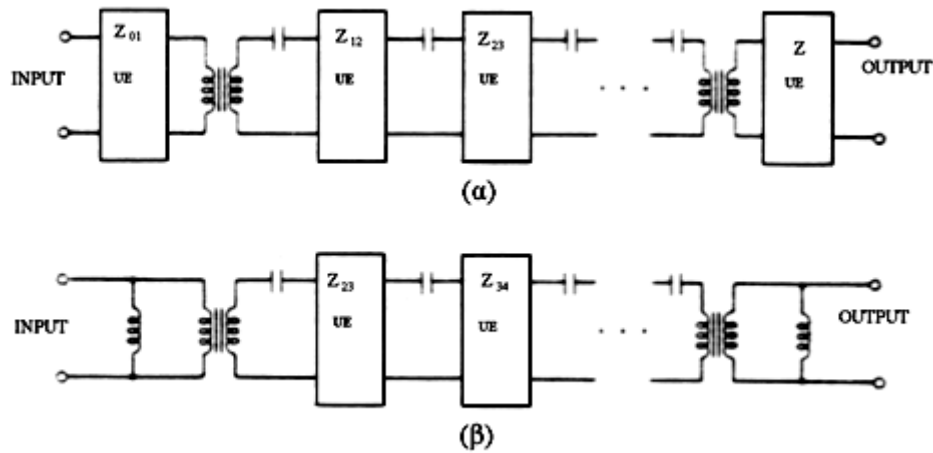 Z01 Z12 Z23 Z
INPUT UE UE UE UE OUTPUT
. . .
(α)
Z23 Z34
INPUT UE UE OUTPUT
. . .
(β)